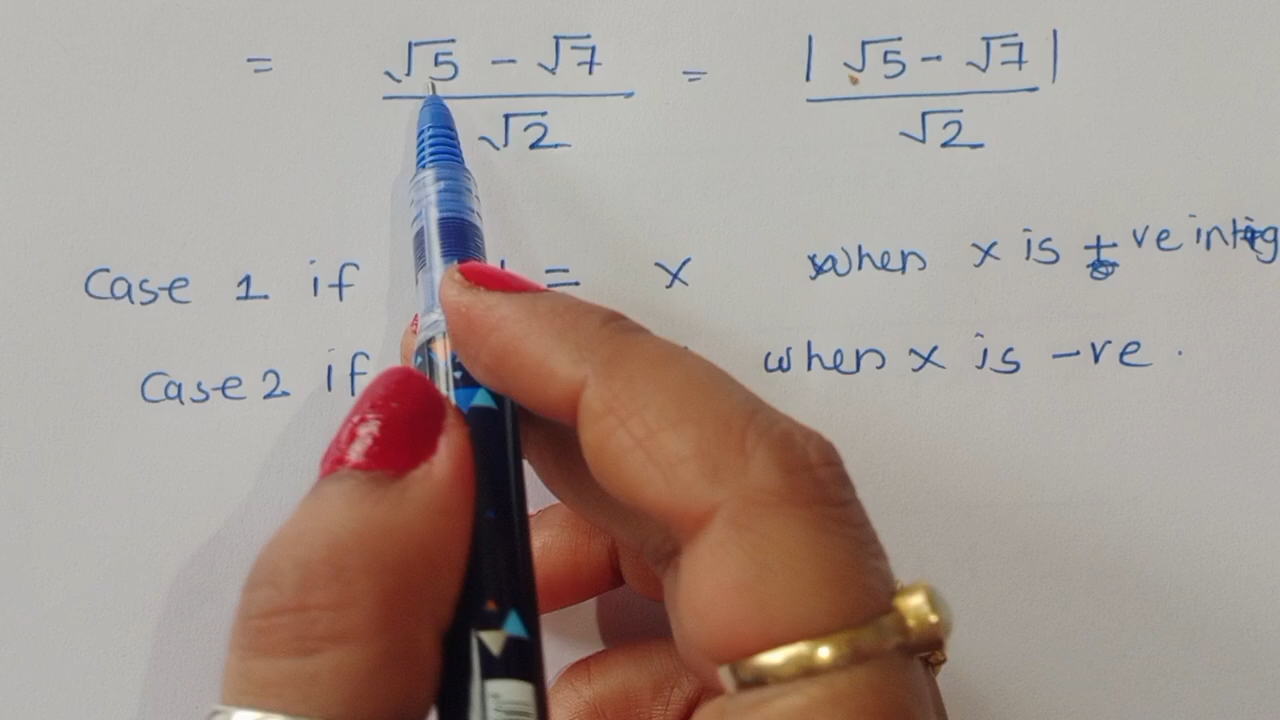 = √5 - √7 / √2 = | √5 - √7 | / √2
Case 1 if = x when x is +ve integ
Case 2 if when x is -ve.